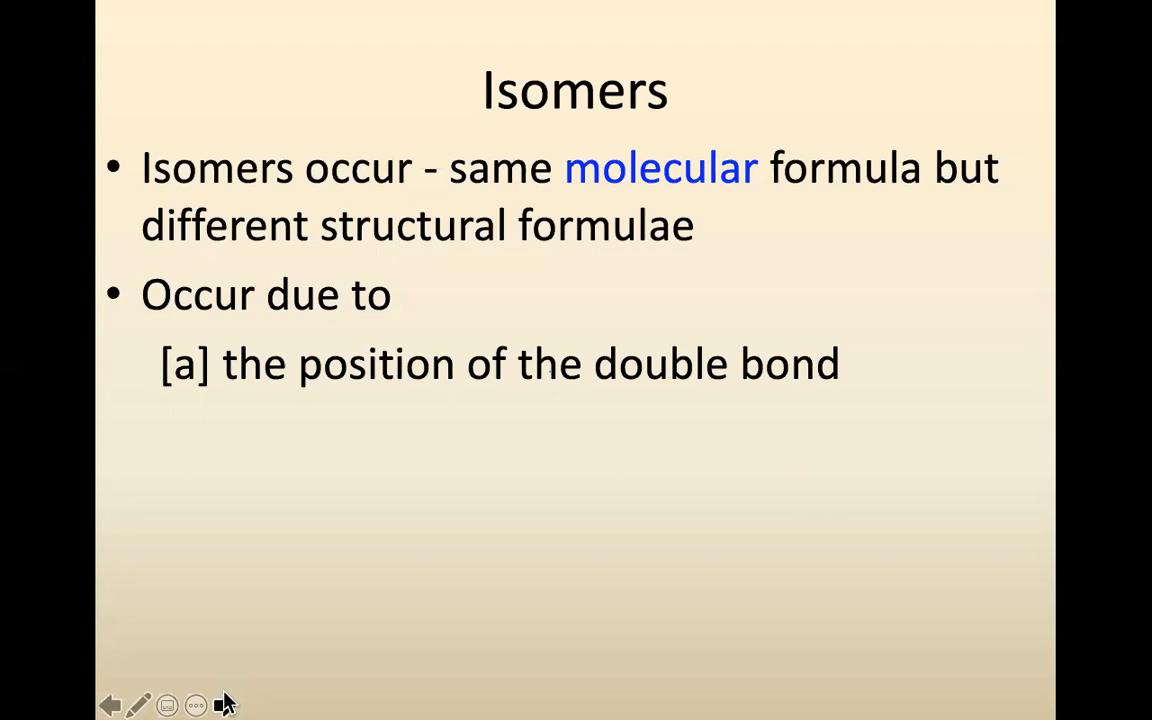 Isomers
• Isomers occur - same molecular formula but
different structural formulae
• Occur due to
[a] the position of the double bond